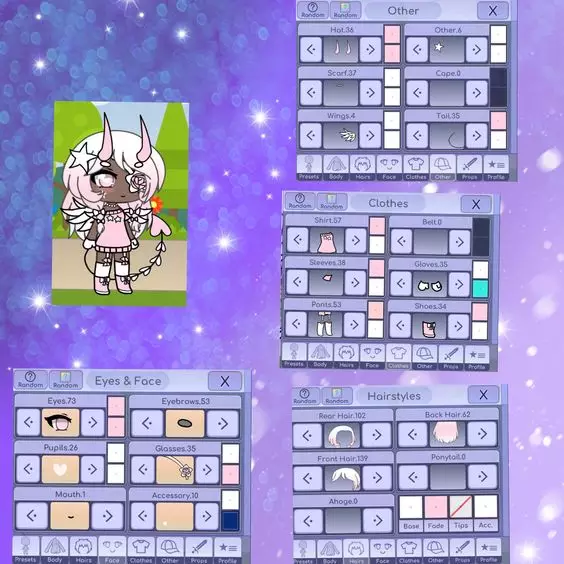 Random
Random
Other
X
Hat.36
Other.6
Scarf.37
Cape.0
Wings.4
Tail.35
Presets
Body
Hairs
Face
Clothes
Other
Props
Profile
Random
Random
Clothes
X
Shirt.57
Belt.0
Sleeves.38
Gloves.35
Pants.53
Shoes.34
Presets
Body
Hairs
Face
Clothes
Other
Props
Profile
Random
Random
Eyes & Face
X
Eyes.73
Eyebrows.53
Pupils.26
Glasses.35
Mouth.1
Accessory.10
Presets
Body
Hairs
Face
Clothes
Other
Props
Profile
Random
Random
Hairstyles
X
Rear Hair.102
Back Hair.62
Front Hair.139
Ponytail.0
Ahoge.0
Base
Fade
Tips
Acc.
Presets
Body
Hairs
Face
Clothes
Other
Props
Profile